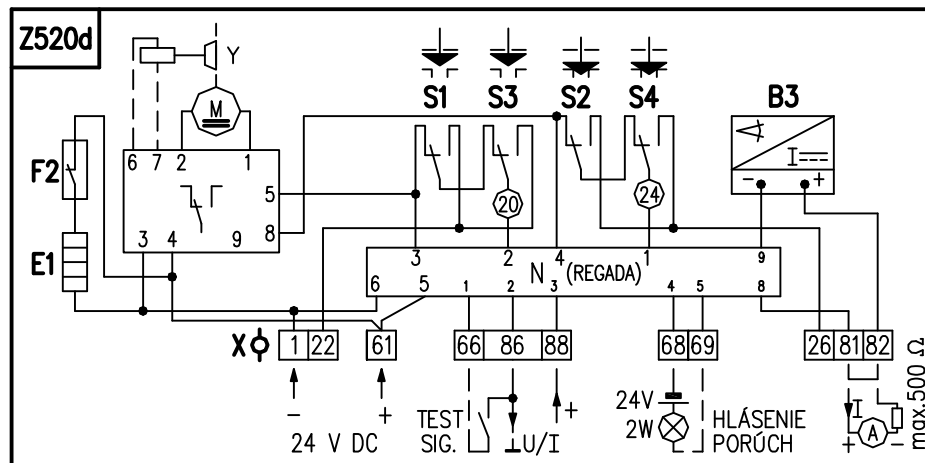 Z520d
Y
S1 S3 S2 S4 B3
M
6 7 2 1
I
- +
F2
5
20
24
8
3 4 9
E1
3 2 4 1 9
N (REGADA)
6 5 1 2 3 4 5 8
X 1 22 61 66 86 88 68 69 26 81 82
- +
24 V DC
TEST
SIG.
U/I
+
24V
2W
HLÁSENIE
PORÚCH
I
A
+ -
max.500 Ω